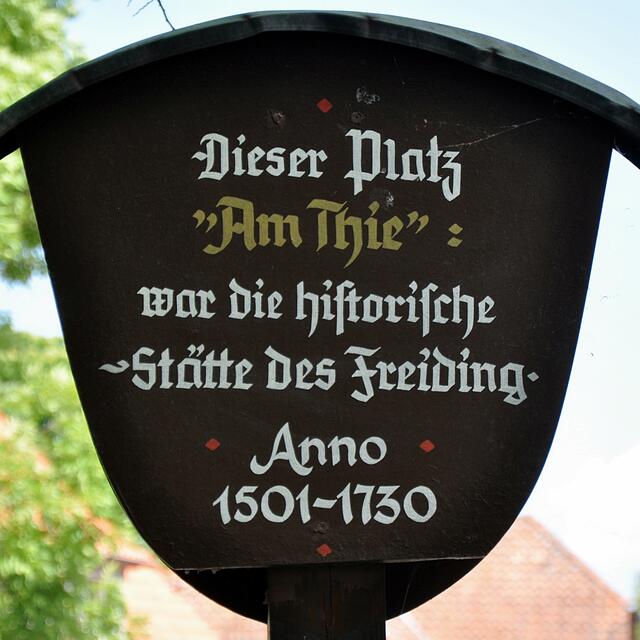 Dieser Platz
"Am Thie" :
war die hiſtoriſche
~Stätte des Freiding·
Anno
1501-1730